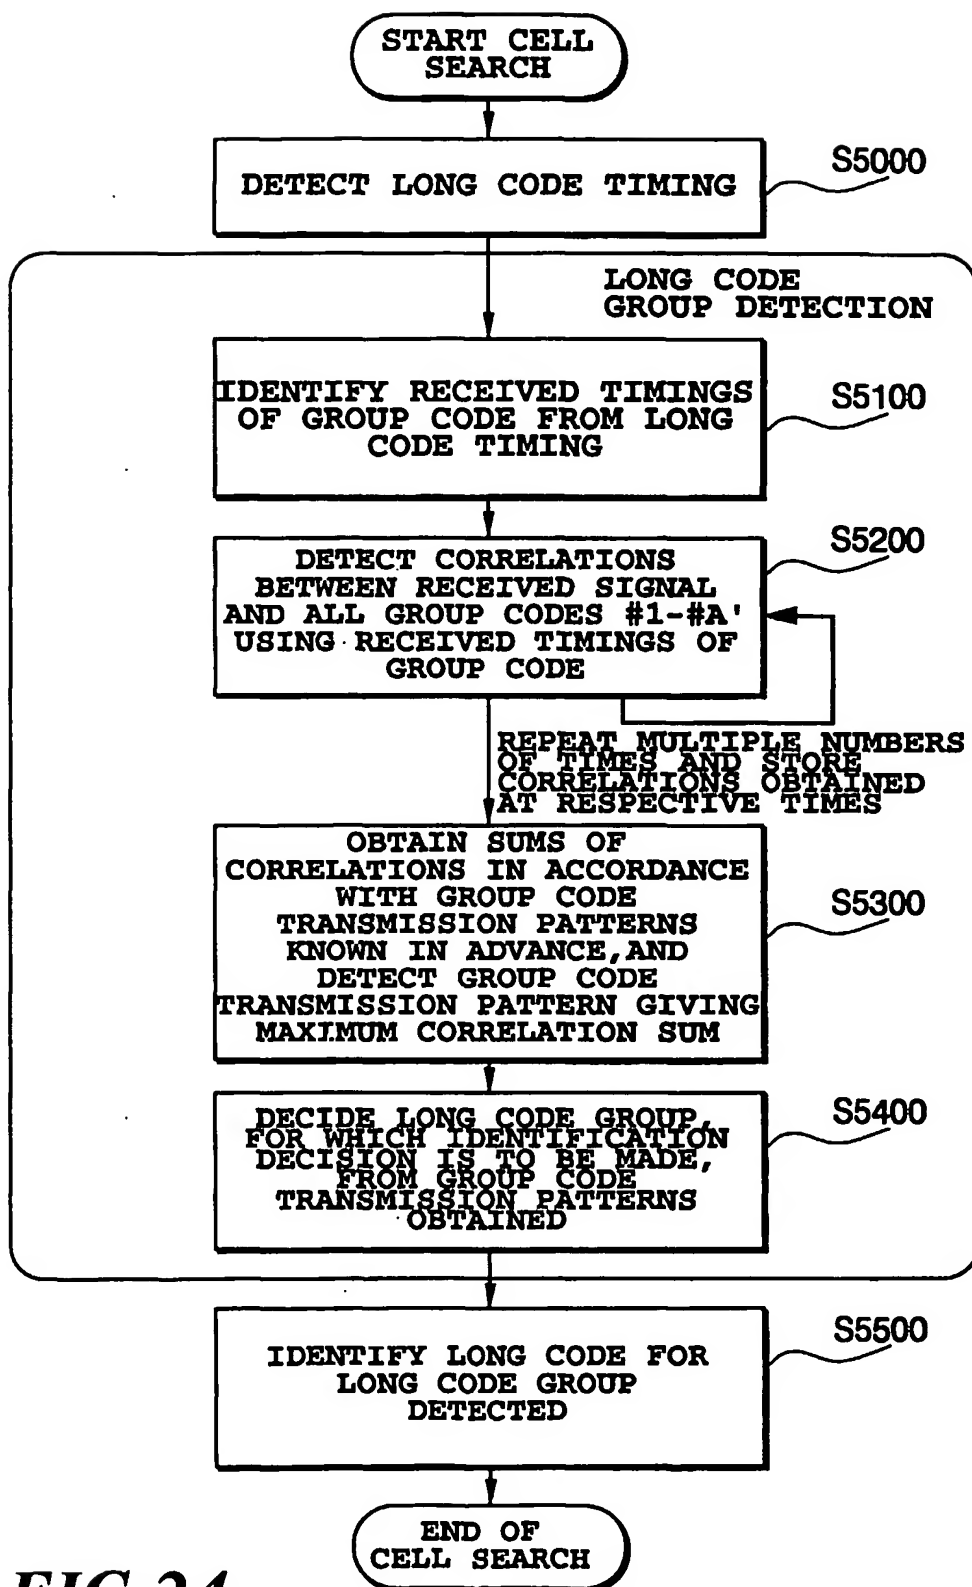 START CELL
SEARCH
DETECT LONG CODE TIMING
S5000
LONG CODE
GROUP DETECTION
IDENTIFY RECEIVED TIMINGS
OF GROUP CODE FROM LONG
CODE TIMING
S5100
DETECT CORRELATIONS
BETWEEN RECEIVED SIGNAL
AND ALL GROUP CODES #1-#A'
USING RECEIVED TIMINGS OF
GROUP CODE
S5200
REPEAT MULTIPLE NUMBERS
OF TIMES AND STORE
CORRELATIONS OBTAINED
AT RESPECTIVE TIMES
OBTAIN SUMS OF
CORRELATIONS IN ACCORDANCE
WITH GROUP CODE
TRANSMISSION PATTERNS
KNOWN IN ADVANCE,AND
DETECT GROUP CODE
TRANSMISSION PATTERN GIVING
MAXIMUM CORRELATION SUM
S5300
DECIDE LONG CODE GROUP,
FOR WHICH IDENTIFICATION
DECISION IS TO BE MADE,
FROM GROUP CODE
TRANSMISSION PATTERNS
OBTAINED
S5400
IDENTIFY LONG CODE FOR
LONG CODE GROUP
DETECTED
S5500
END OF
CELL SEARCH
FIG.24